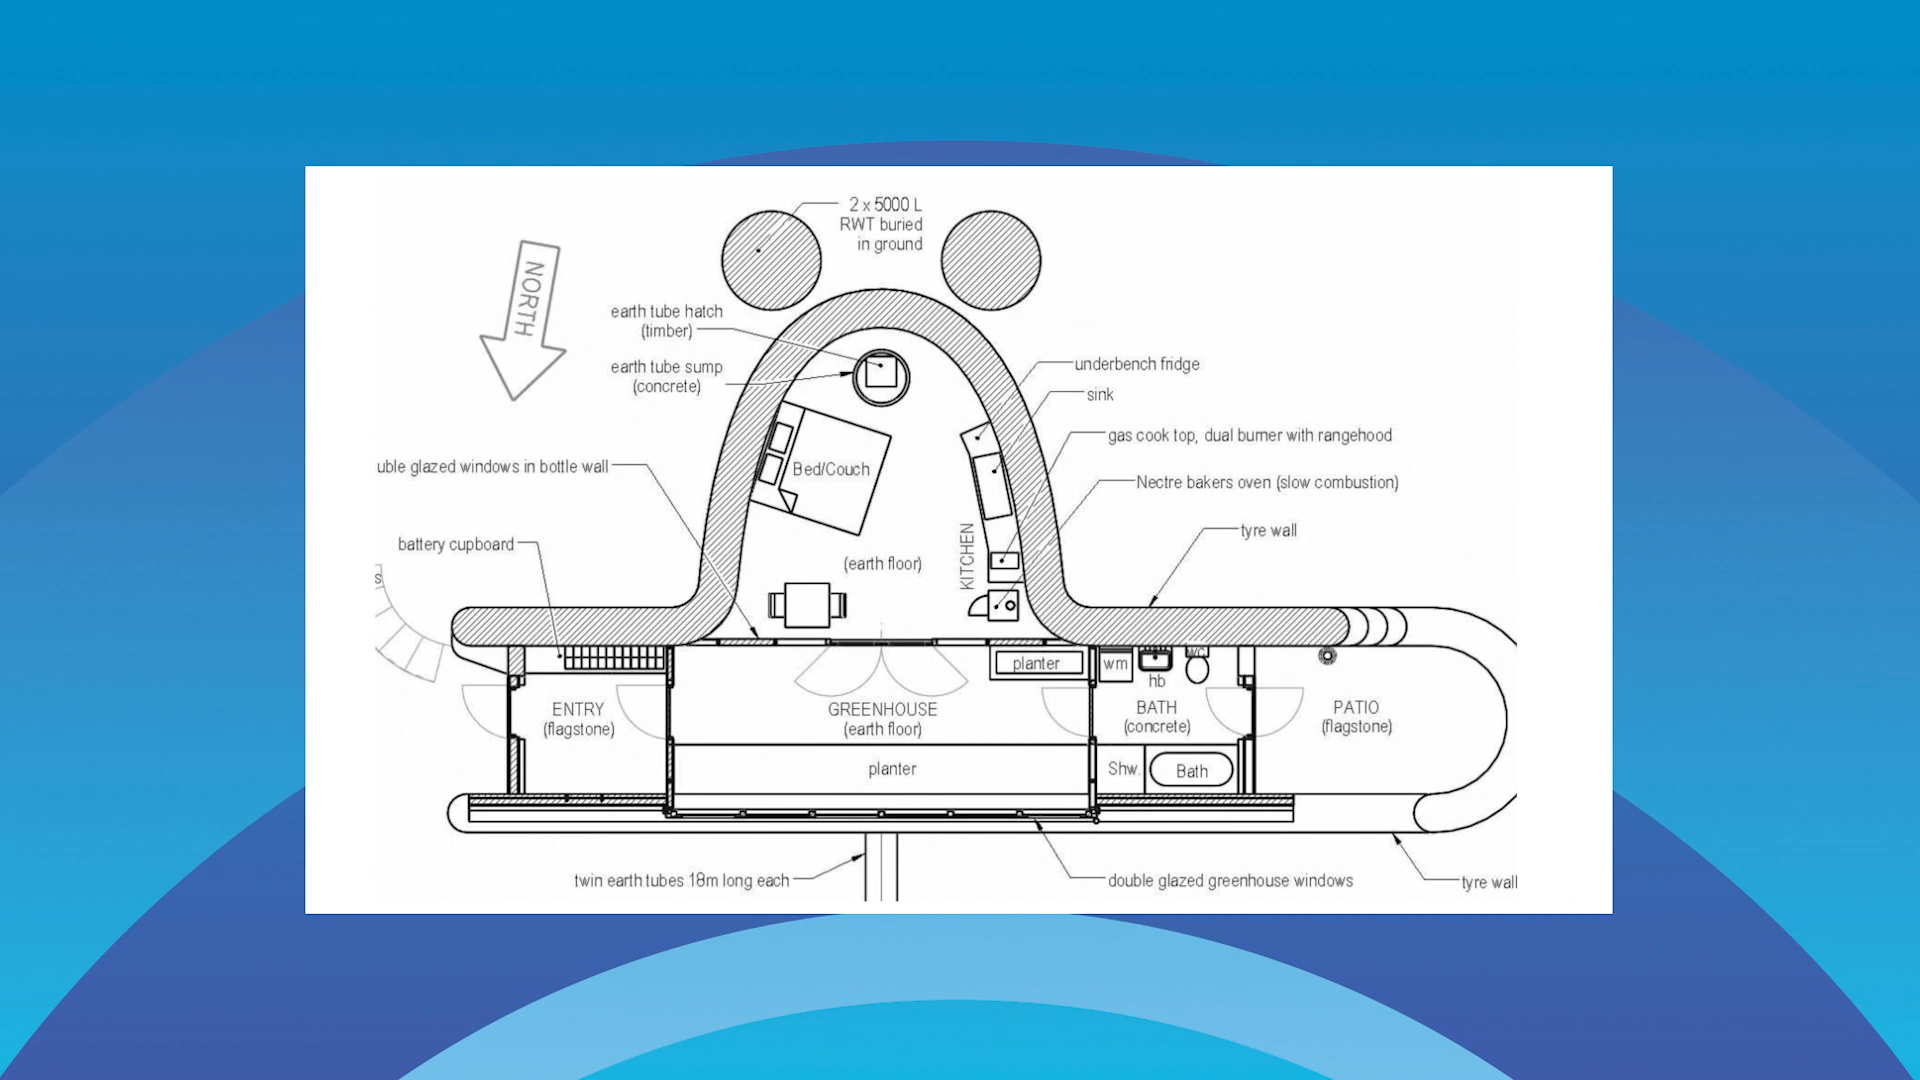 2 x 5000 L
RWT buried
in ground
NORTH
earth tube hatch
(timber)
earth tube sump
(concrete)
underbench fridge
sink
gas cook top, dual burner with rangehood
uble glazed windows in bottle wall
Bed/Couch
Nectre bakers oven (slow combustion)
tyre wall
battery cupboard
(earth floor)
KITCHEN
s
planter
wm
hb
WC
ENTRY
(flagstone)
GREENHOUSE
(earth floor)
BATH
(concrete)
PATIO
(flagstone)
planter
Shw.
Bath
twin earth tubes 18m long each
double glazed greenhouse windows
tyre wall